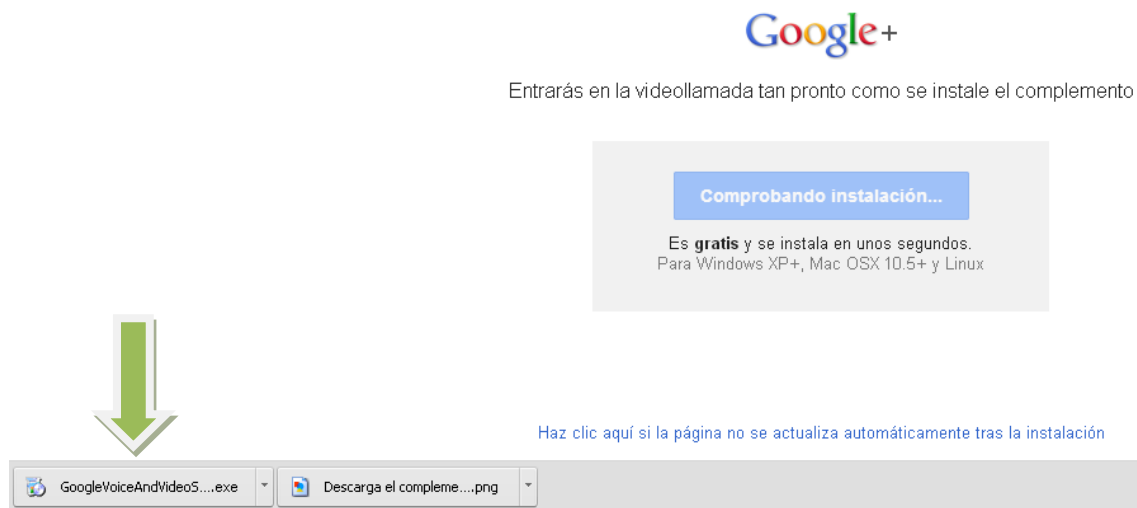 Google+
Entrarás en la videollamada tan pronto como se instale el complemento
Comprobando instalación...
Es gratis y se instala en unos segundos.
Para Windows XP+, Mac OSX 10.5+ y Linux
Haz clic aquí si la página no se actualiza automáticamente tras la instalación
GoogleVoiceAndVideoS....exe
Descarga el compleme....png